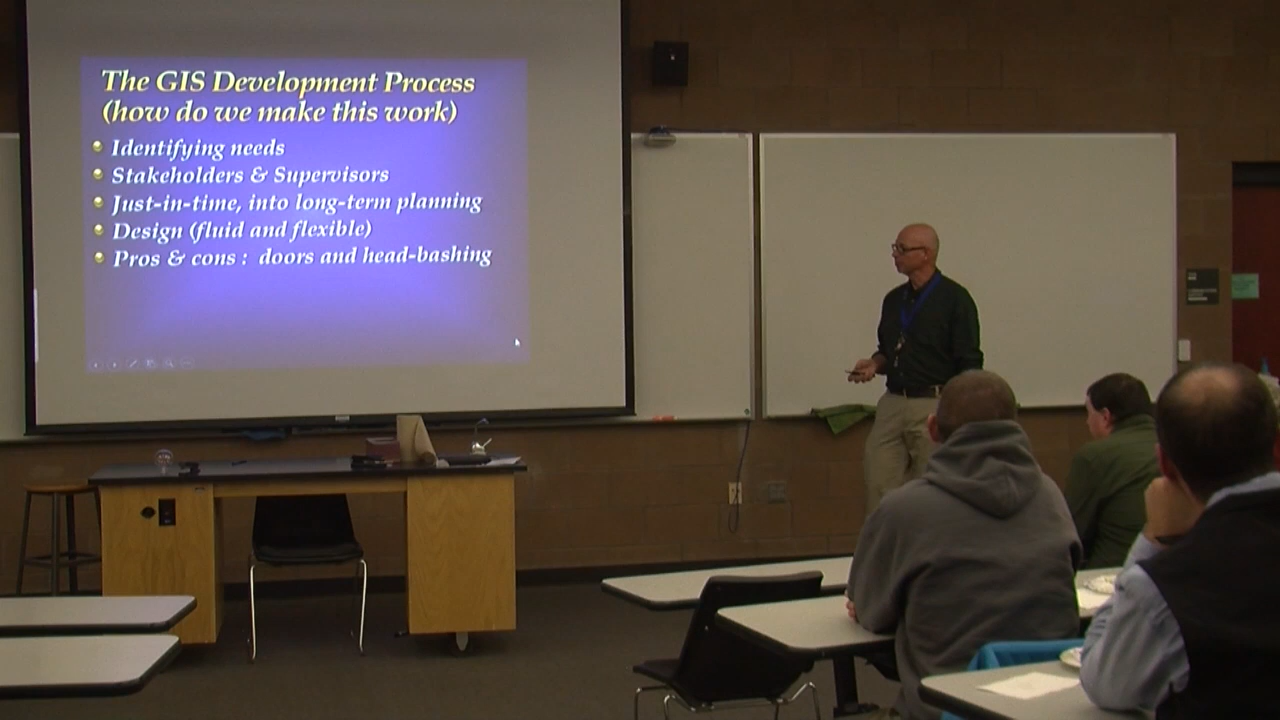 The GIS Development Process
(how do we make this work)
Identifying needs
Stakeholders & Supervisors
Just-in-time, into long-term planning
Design (fluid and flexible)
Pros & cons : doors and head-bashing